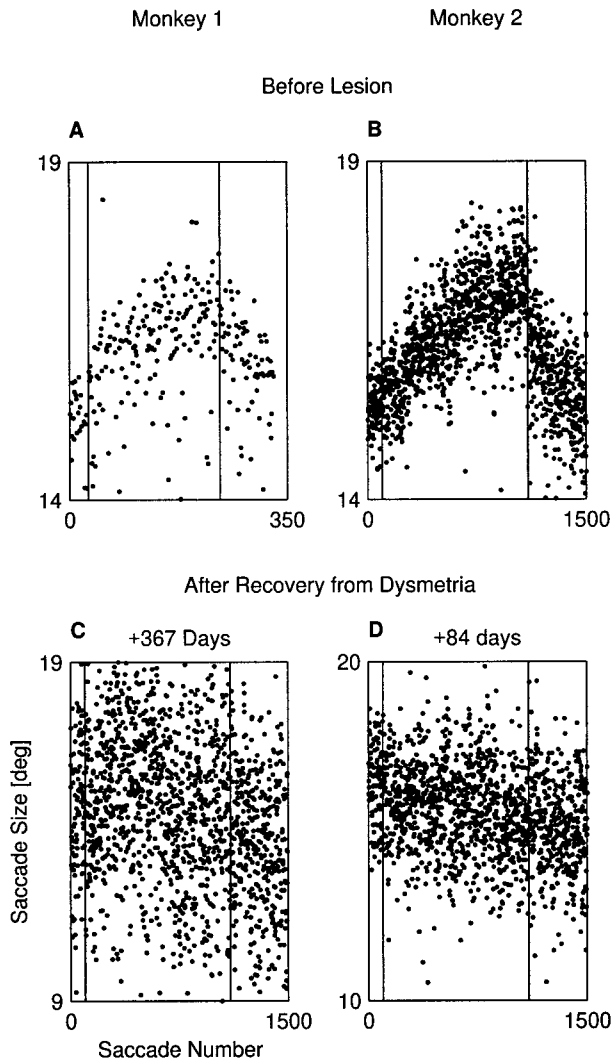 Monkey 1 Monkey 2
Before Lesion
A B
19 19
14 14
0 350 0 1500
After Recovery from Dysmetria
C +367 Days D +84 days
19 20
Saccade Size [deg]
9 10
0 1500 0 1500
Saccade Number